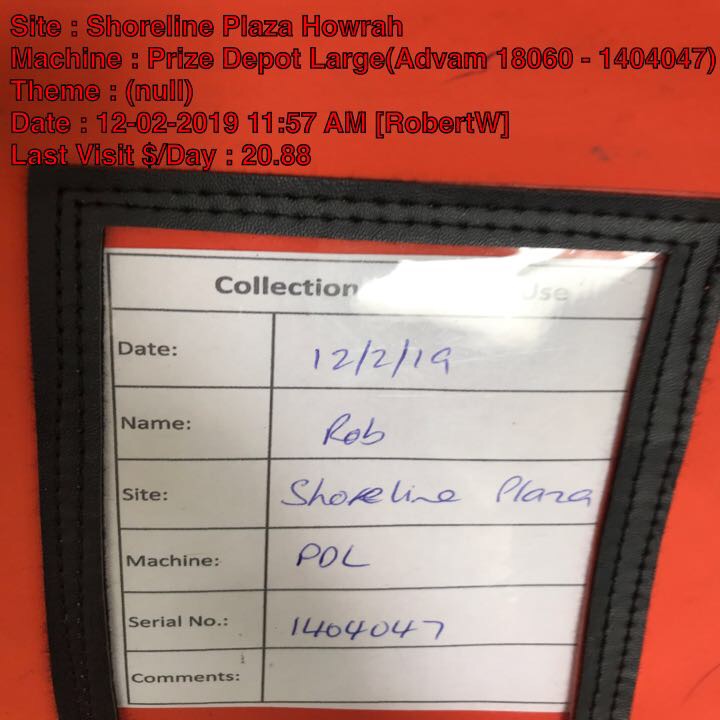 Site : Shoreline Plaza Howrah
Machine : Prize Depot Large(Advam 18060 - 1404047)
Theme : (null)
Date : 12-02-2019 11:57 AM [RobertW]
Last Visit $/Day : 20.88
Collection Use
Date: 12/2/19
Name: Rob
Site: Shoreline Plaza
Machine: PDL
Serial No.: 1404047
Comments: